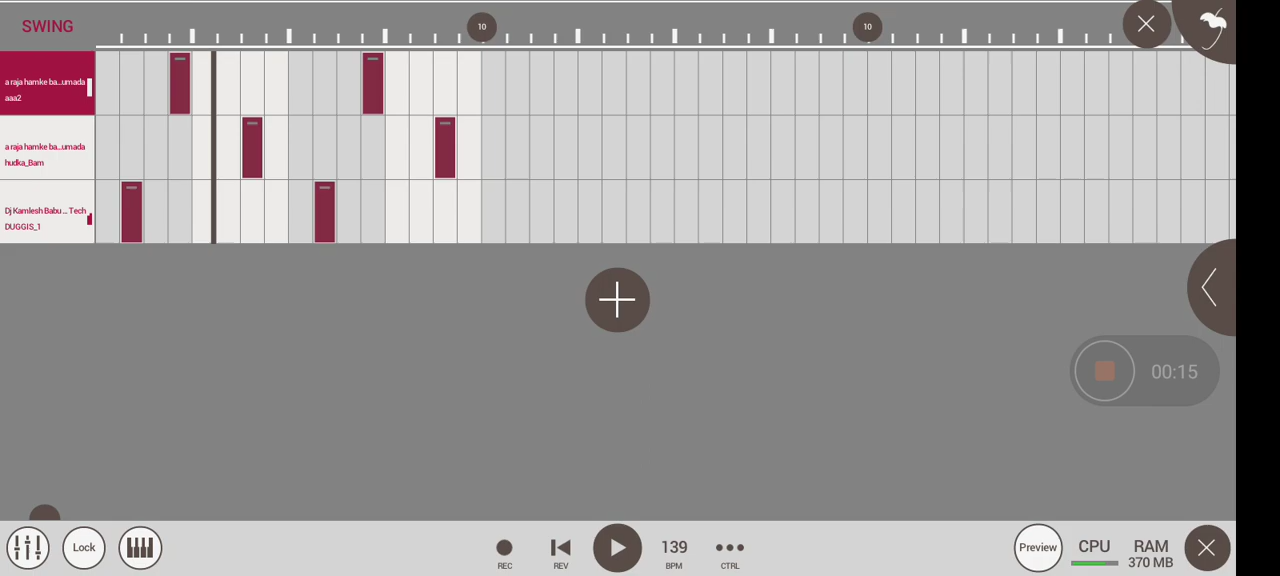 SWING
10
10
a raja hamke ba...umada
aaa2
a raja hamke ba...umada
hudka_Bam
Dj Kamlesh Babu ... Tech
DUGGIS_1
00:15
Lock
REC
REV
139
BPM
CTRL
Preview
CPU
RAM
370 MB